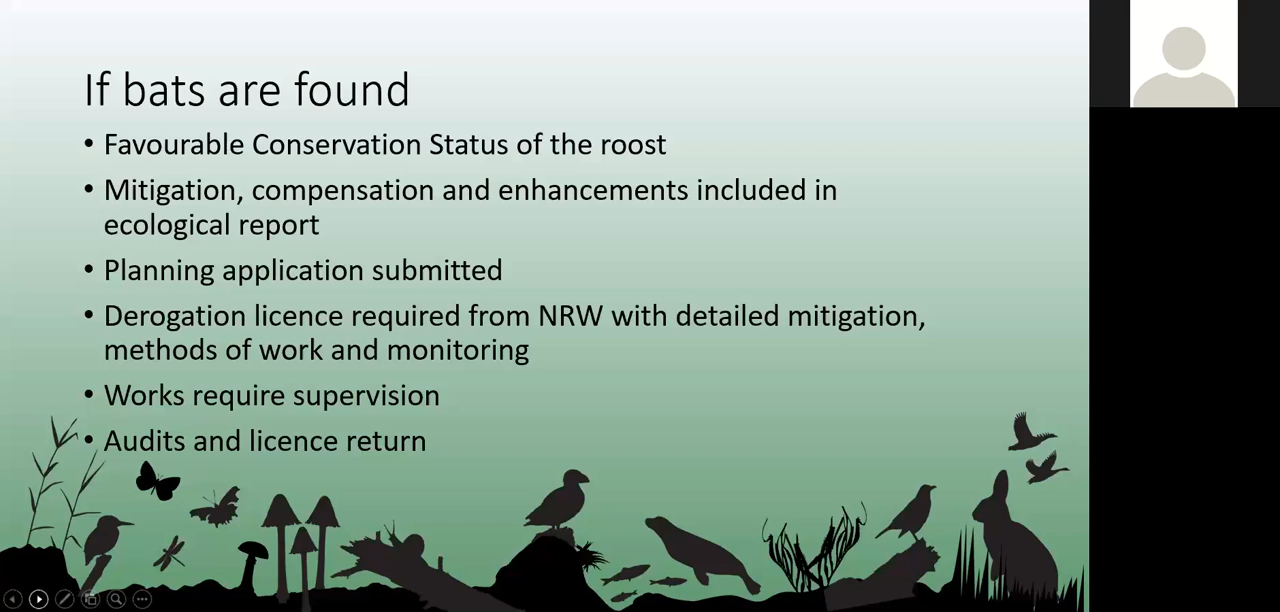 If bats are found
• Favourable Conservation Status of the roost
• Mitigation, compensation and enhancements included in
ecological report
• Planning application submitted
• Derogation licence required from NRW with detailed mitigation,
methods of work and monitoring
• Works require supervision
• Audits and licence return